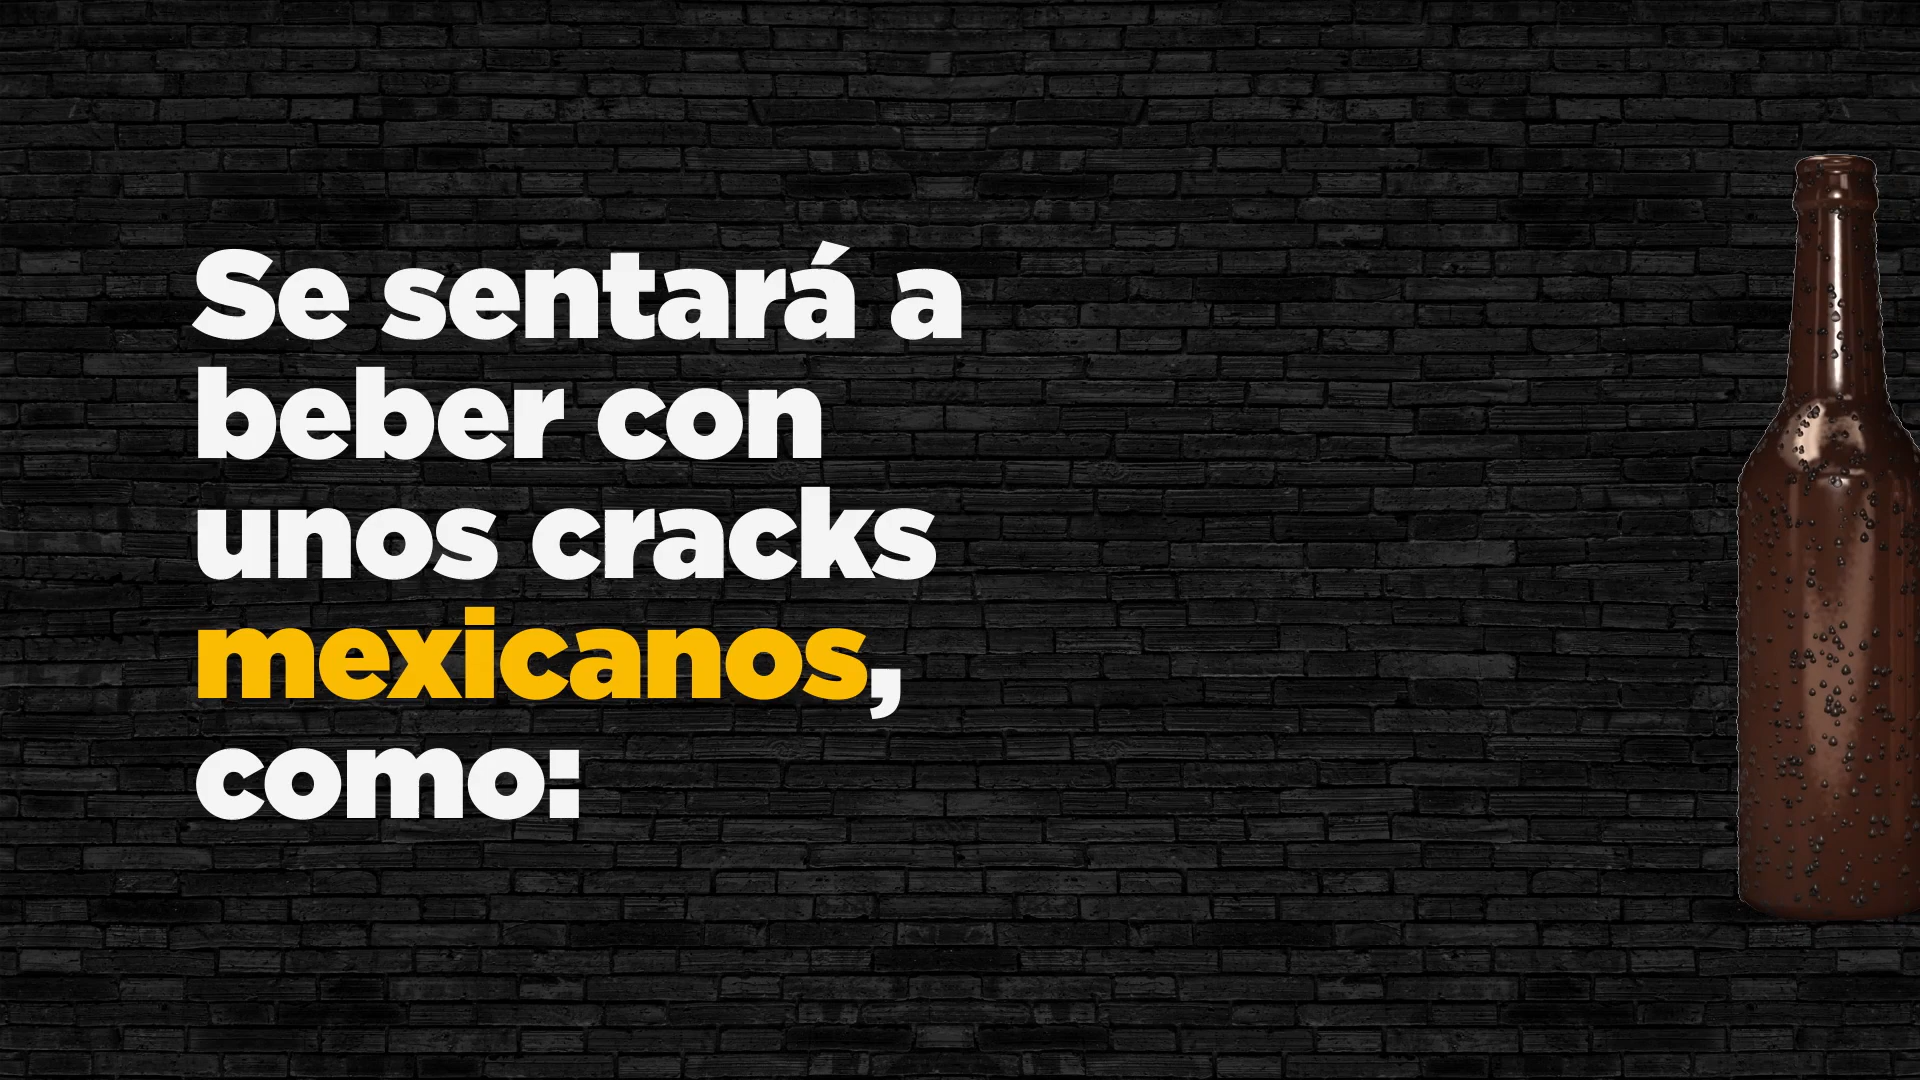 Se sentará a
beber con
unos cracks
mexicanos,
como: